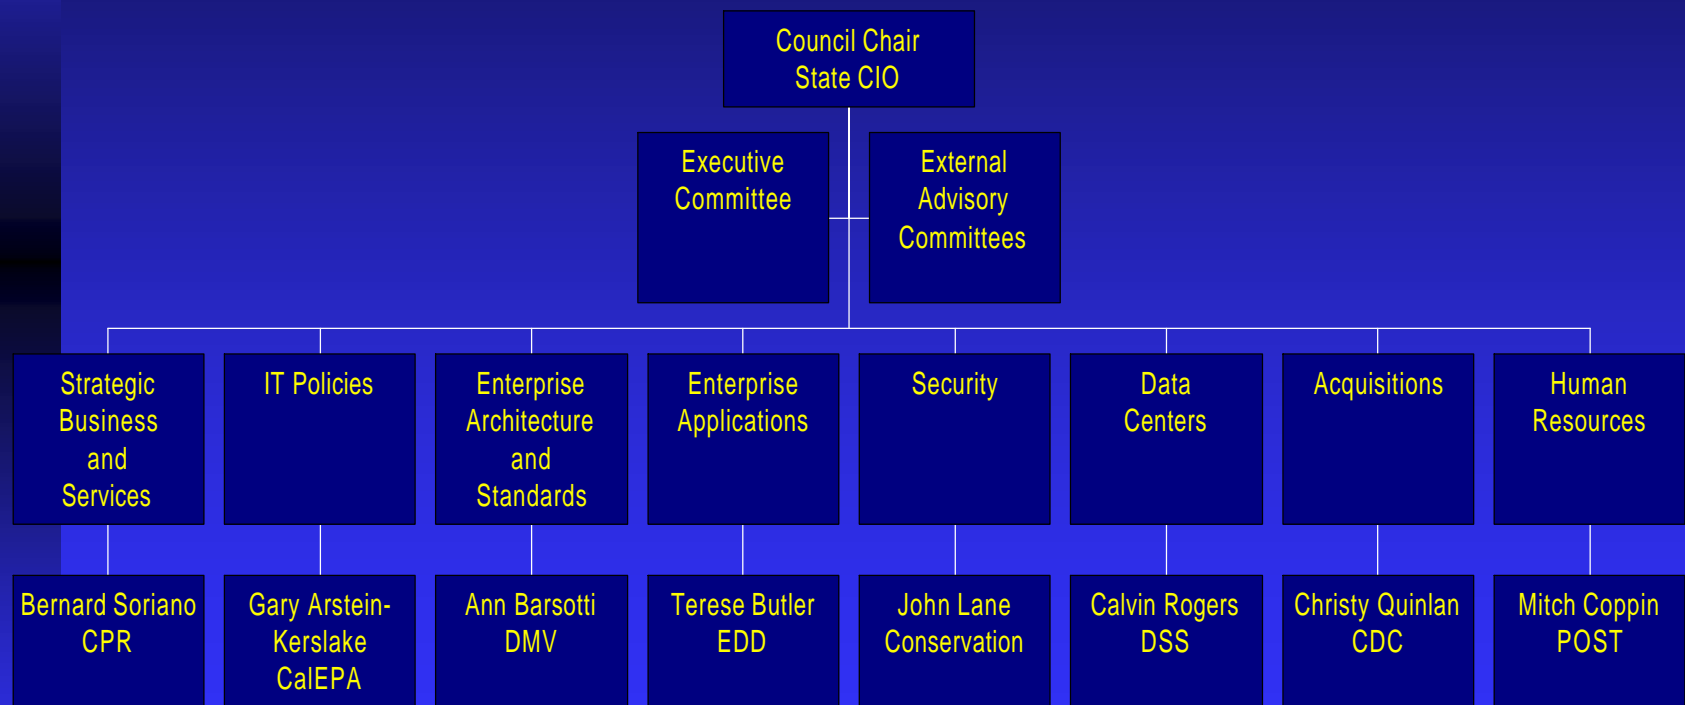 Council Chair
State CIO
Executive
Committee
External
Advisory
Committees
Strategic
Business
and
Services
IT Policies
Enterprise
Architecture
and
Standards
Enterprise
Applications
Security
Data
Centers
Acquisitions
Human
Resources
Bernard Soriano
CPR
Gary Arstein-
Kerslake
CalEPA
Ann Barsotti
DMV
Terese Butler
EDD
John Lane
Conservation
Calvin Rogers
DSS
Christy Quinlan
CDC
Mitch Coppin
POST